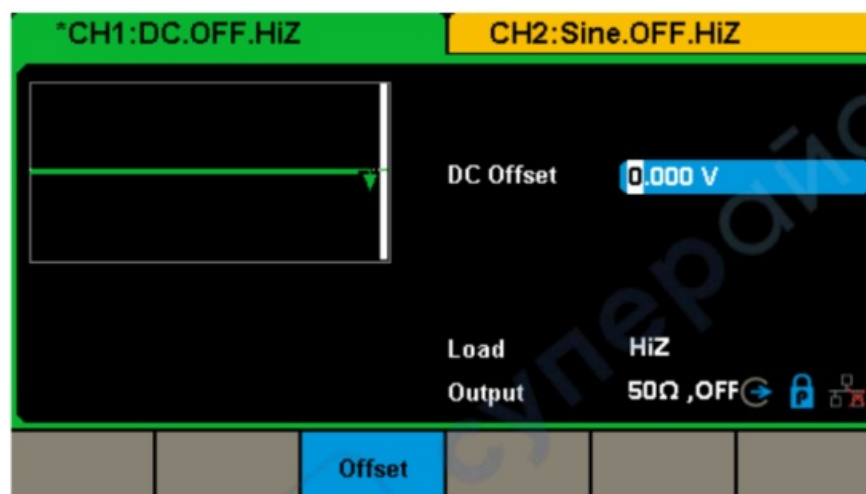 *CH1:DC.OFF.HiZ CH2:Sine.OFF.HiZ
DC Offset 0.000 V
Load HiZ
Output 50Ω ,OFF
P
Offset